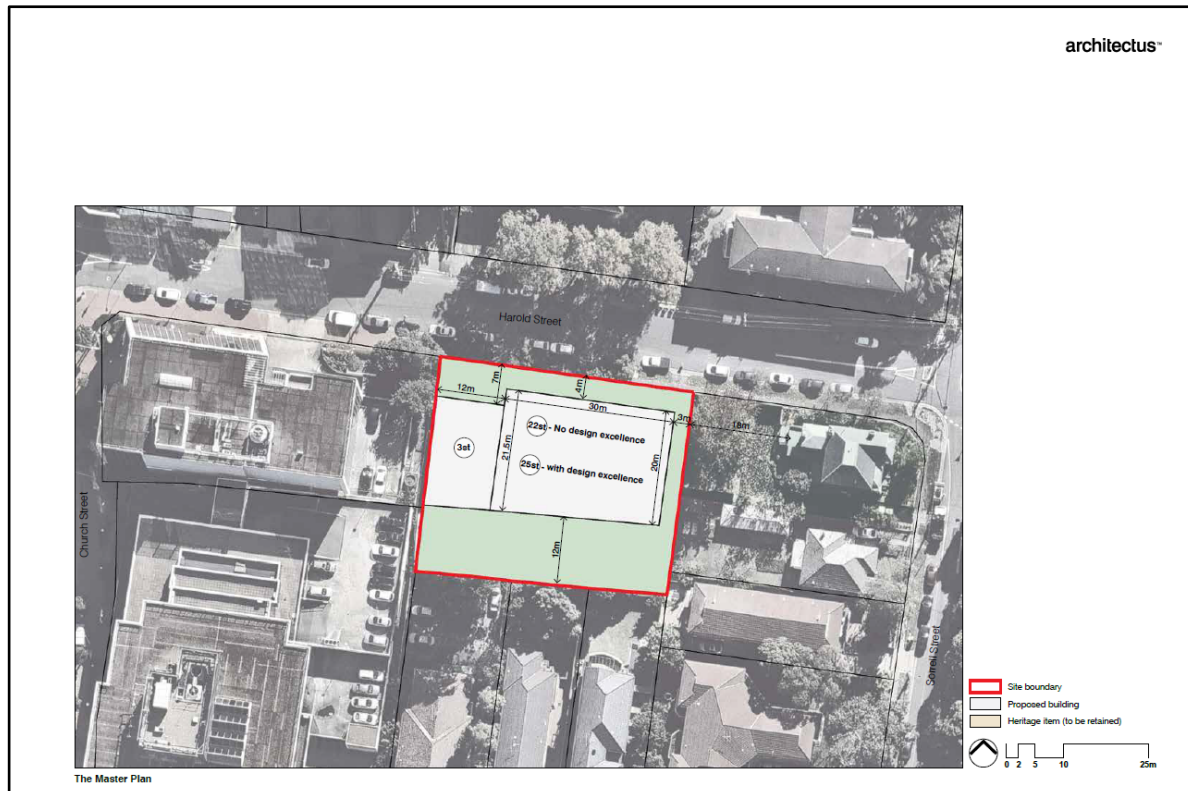 architectus™
Harold Street
7m
4m
12m
30m
3m
18m
22st - No design excellence
3st
21.5m
25st - with design excellence
20m
12m
Church Street
Sorrell Street
Site boundary
Proposed building
Heritage item (to be retained)
0 2 5 10 25m
The Master Plan